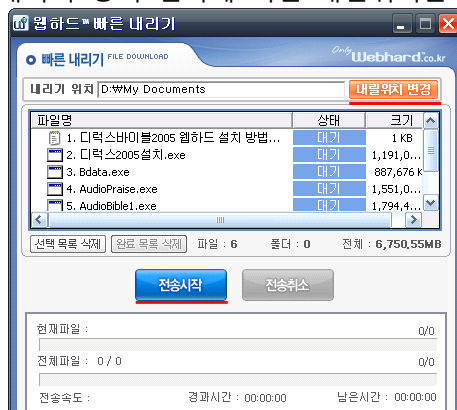 웹하드™ 빠른 내리기
빠른 내리기 FILE DOWNLOAD
Only Webhard.co.kr
내리기 위치 D:₩My Documents 내릴위치 변경
파일명 상태 크기
1. 디럭스바이블2005 웹하드 설치 방법... 대기 1 KB
2. 디럭스2005설치.exe 대기 1,191,0...
3. Bdata.exe 대기 887,676 K
4. AudioPraise.exe 대기 1,551,0...
5. AudioBible1.exe 대기 1,794,4...
선택 목록 삭제 완료 목록 삭제 파일 : 6 폴더 : 0 전체 : 6,750,55MB
전송시작 전송취소
현재파일 : 0/0
전체파일 : 0 / 0 0/0
전송속도 : 경과시간 : 00:00:00 남은시간 : 00:00:00